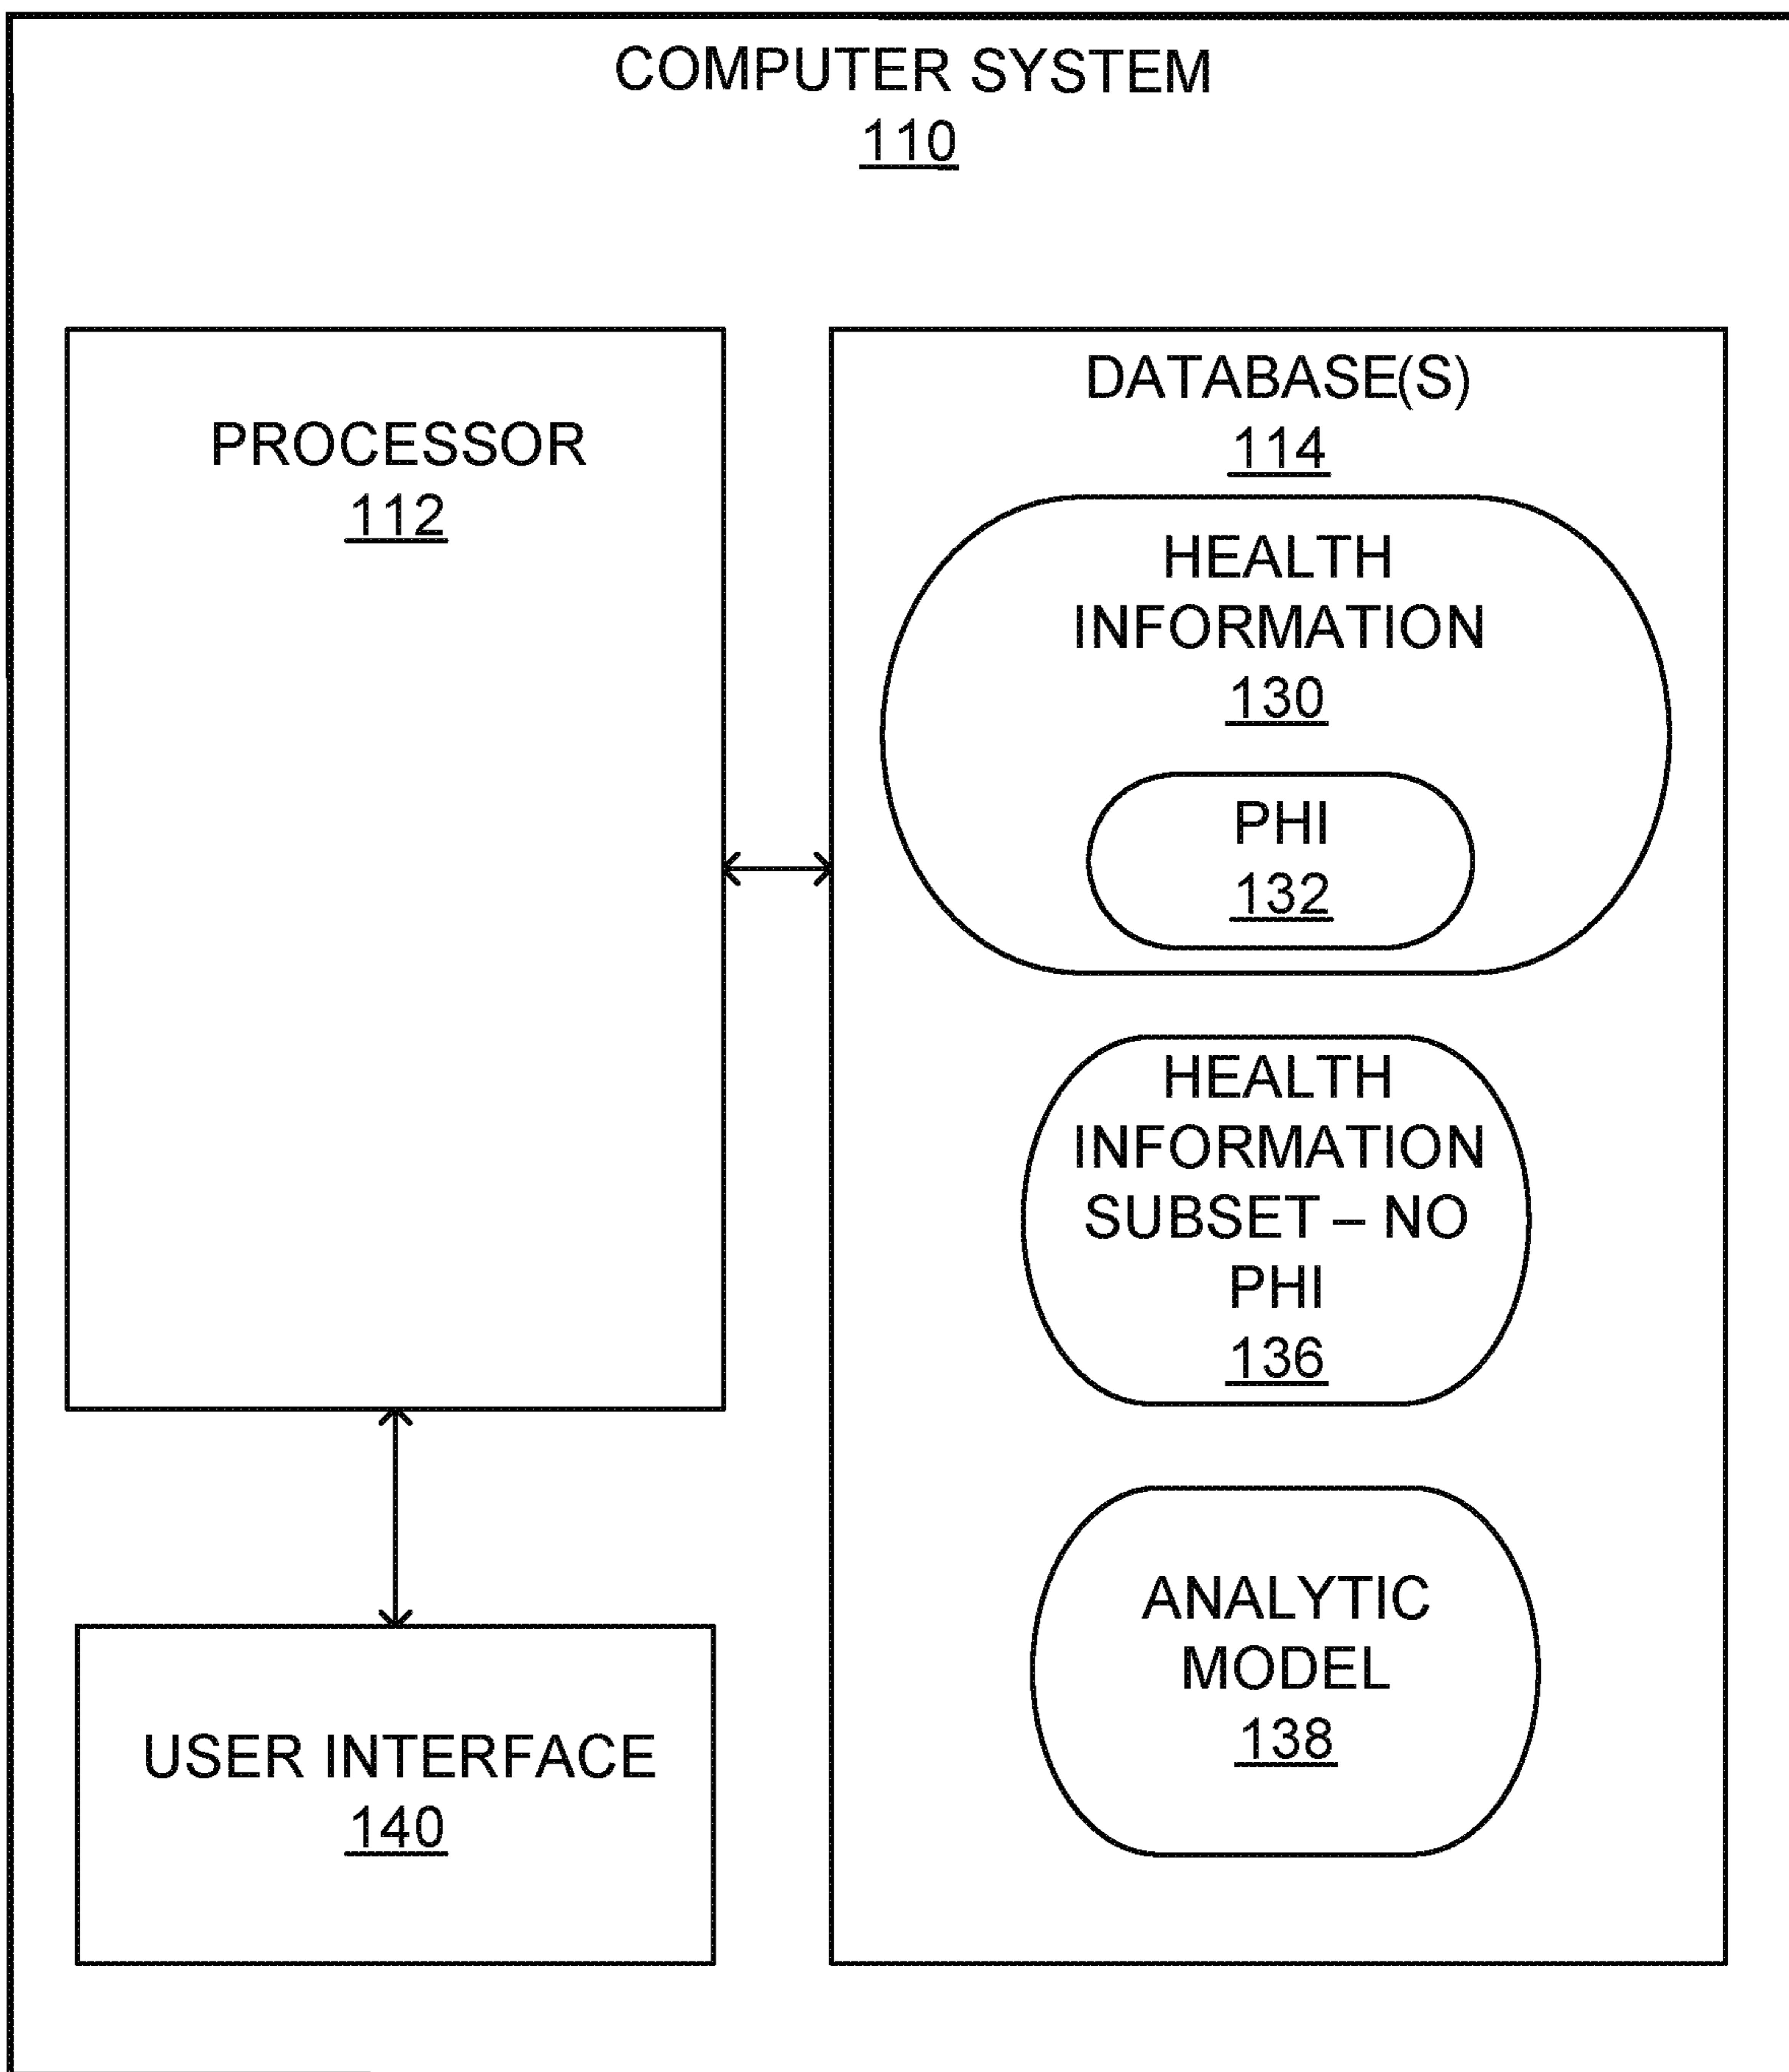 COMPUTER SYSTEM
110
PROCESSOR
112
USER INTERFACE
140
DATABASE(S)
114
HEALTH
INFORMATION
130
PHI
132
HEALTH
INFORMATION
SUBSET – NO
PHI
136
ANALYTIC
MODEL
138